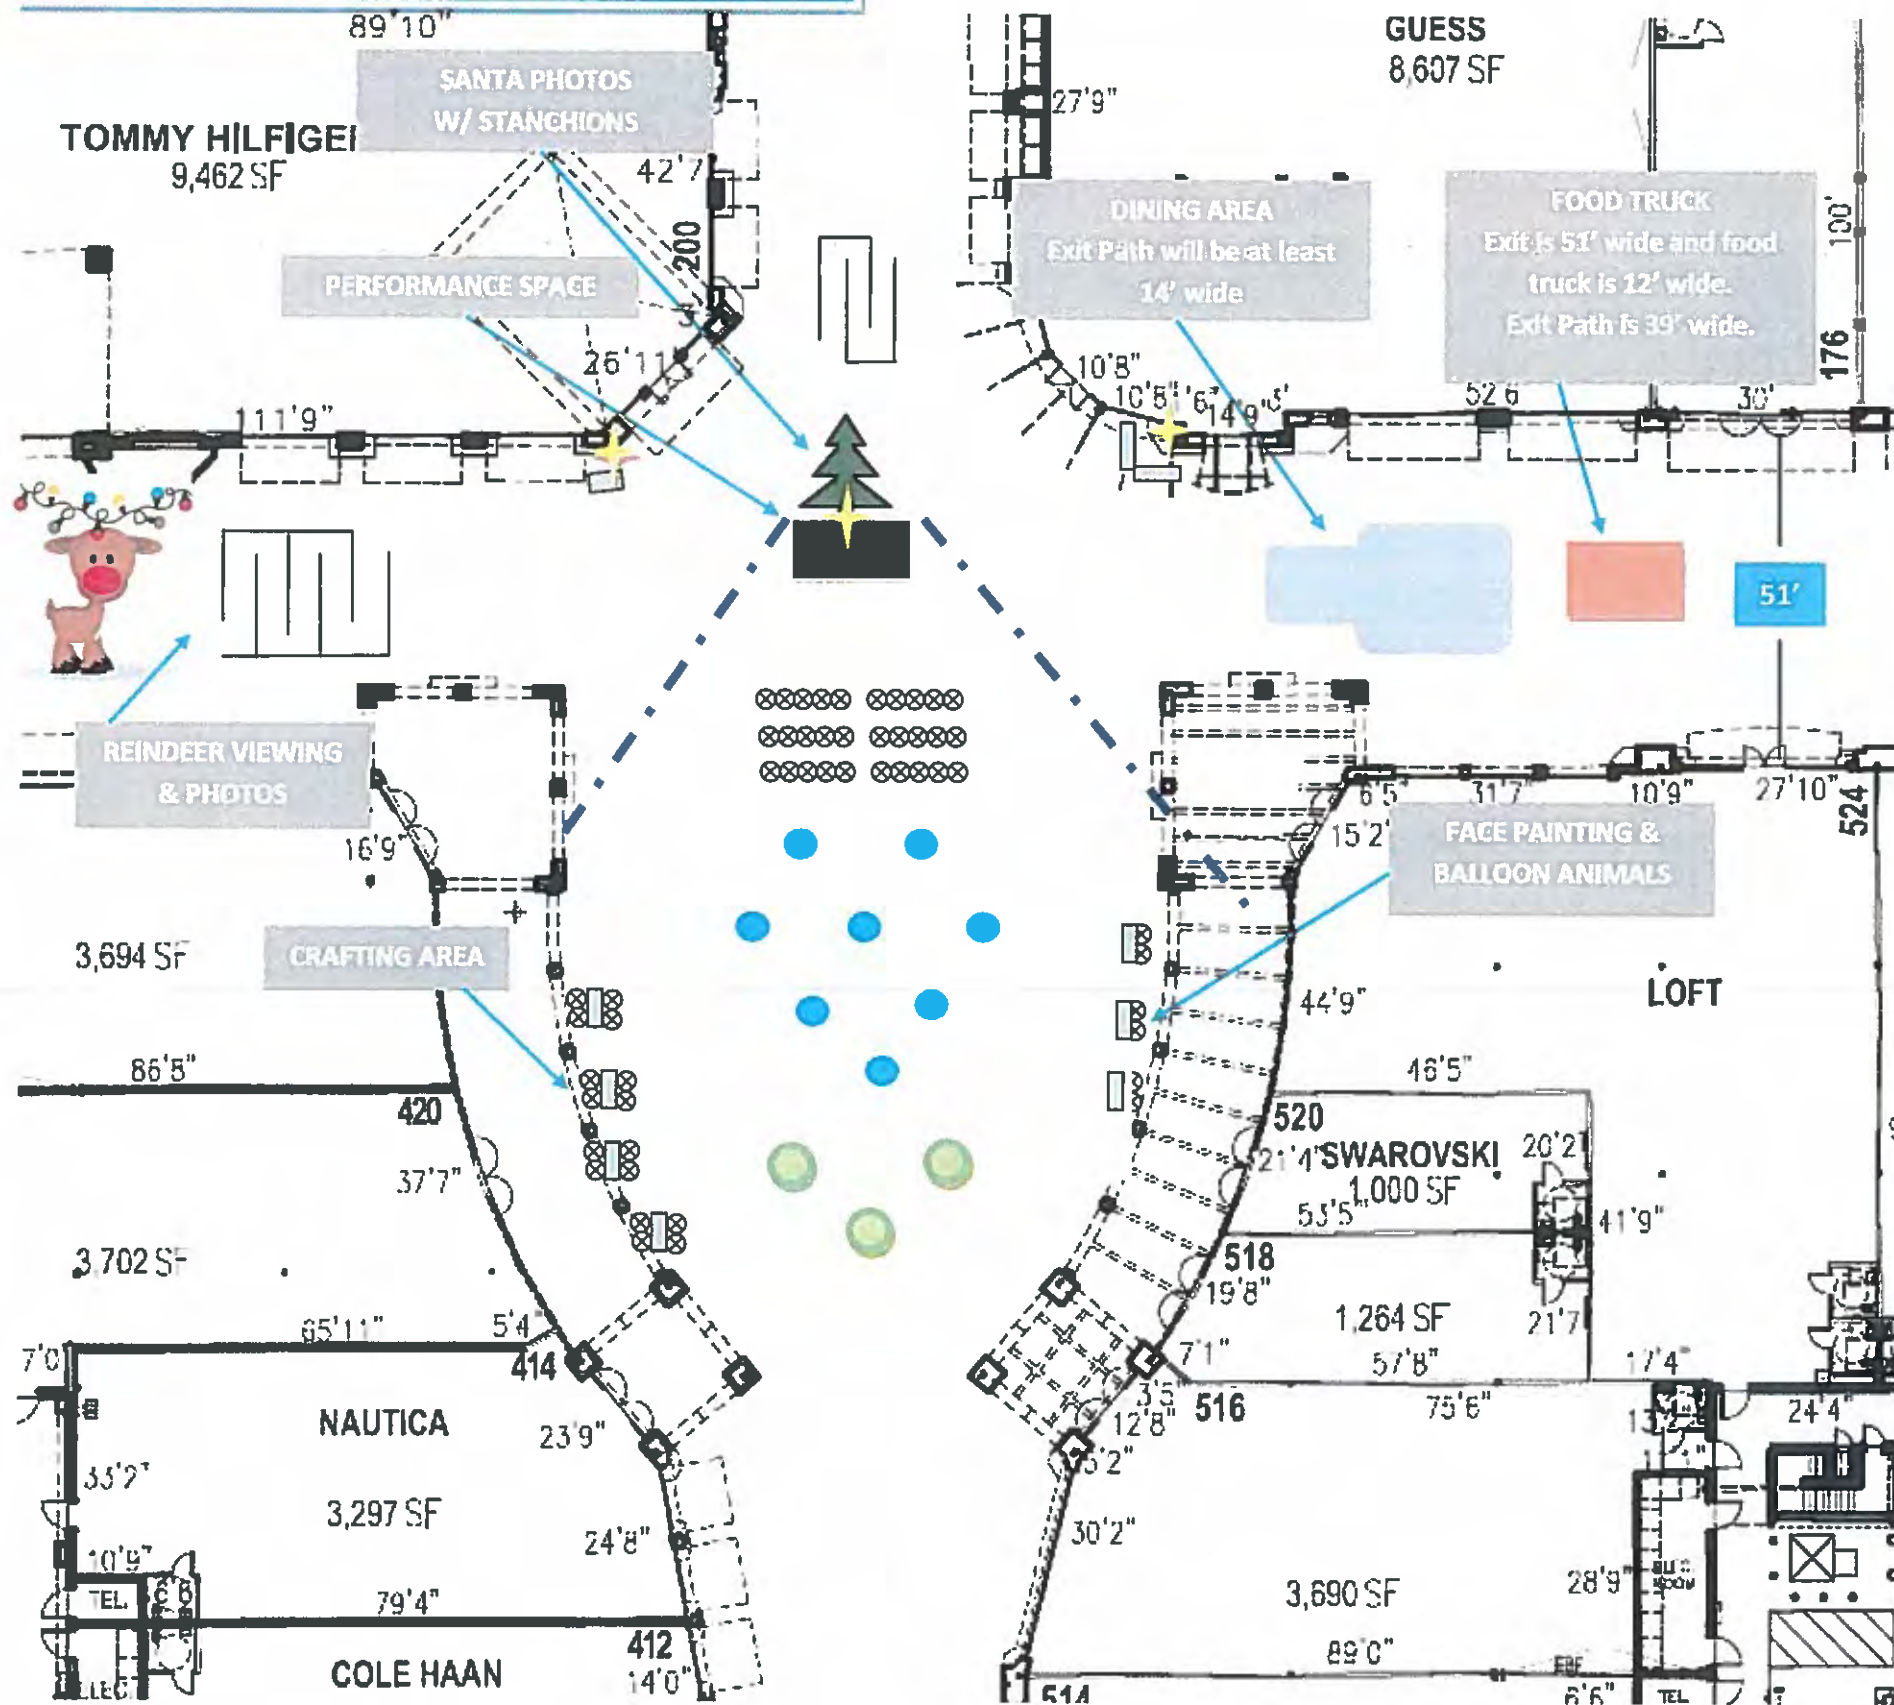 89'10"
GUESS
8,607 SF
SANTA PHOTOS
W/ STANCHIONS
27'9"
TOMMY HILFIGE
9,462 SF
42'7
200
DINING AREA
Exit Path will be at least
14' wide
FOOD TRUCK
Exit is 51' wide and food
truck is 12' wide.
Exit Path is 39' wide.
100'
176
PERFORMANCE SPACE
26'11
10'8"
10'8"
14'9"
52'6
30'
111'9"
51'
REINDEER VIEWING
& PHOTOS
16'9"
6'5"
31'7"
10'9"
27'10"
524
15'2"
FACE PAINTING &
BALLOON ANIMALS
3,694 SF
CRAFTING AREA
LOFT
44'9"
86'8"
420
46'5"
520
37'7"
21'4"
SWAROVSKI
1,000 SF
20'2
53'5"
41'9"
3,702 SF
518
19'8"
1,264 SF
21'7
65'11"
5'4
7'0
414
7'1"
57'8"
17'4"
3'5
516
75'6"
12'8"
13'2
24'4"
NAUTICA
23'9"
5'2"
33'2"
3,297 SF
24'8"
30'2"
10'9"
TEL.
3,690 SF
28'9"
79'4"
412
COLE HAAN
14'0"
89'0"
514
6'6"
TEL